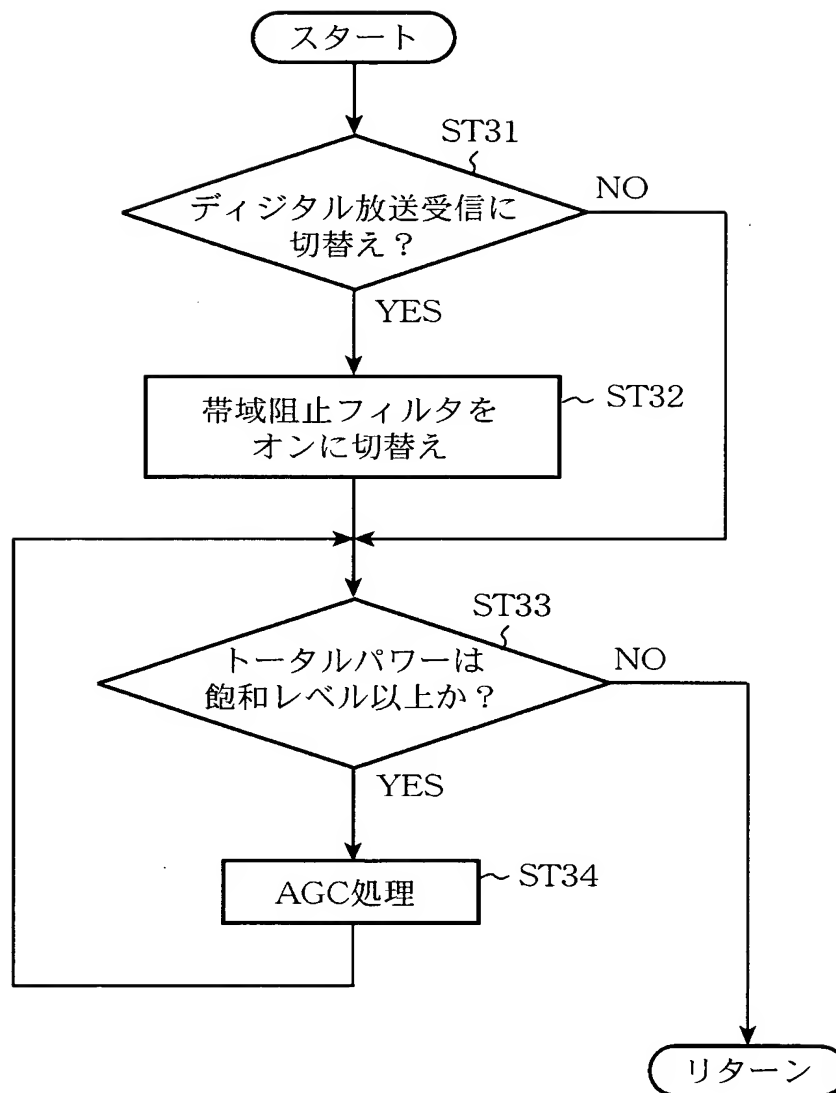 スタート
ST31
ディジタル放送受信に
切替え?
NO
YES
帯域阻止フィルタを
オンに切替え
ST32
ST33
トータルパワーは
飽和レベル以上か?
NO
YES
AGC処理
ST34
リターン